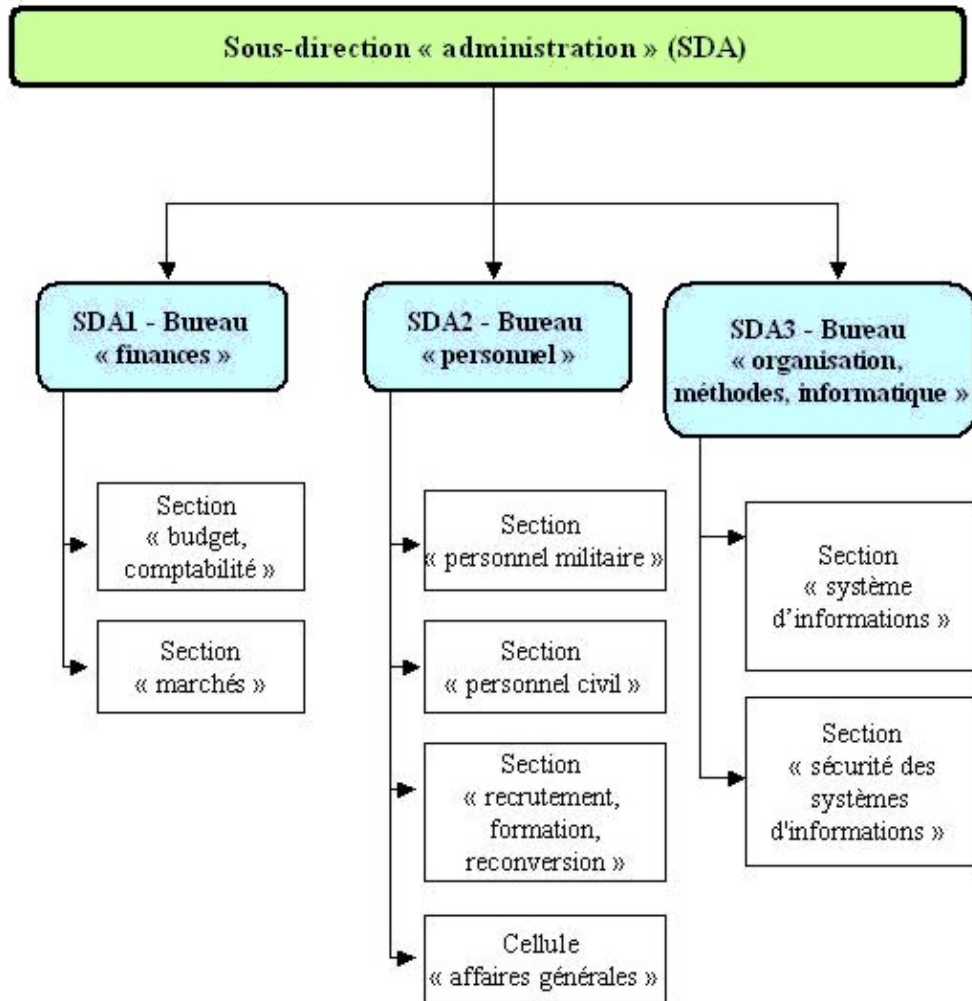 Sous-direction « administration » (SDA)
SDA1 - Bureau
« finances »
Section
« budget,
comptabilité »
Section
« marchés »
SDA2 - Bureau
« personnel »
Section
« personnel militaire »
Section
« personnel civil »
Section
« recrutement,
formation,
reconversion »
Cellule
« affaires générales »
SDA3 - Bureau
« organisation,
méthodes, informatique »
Section
« système
d’informations »
Section
« sécurité des
systèmes
d'informations »